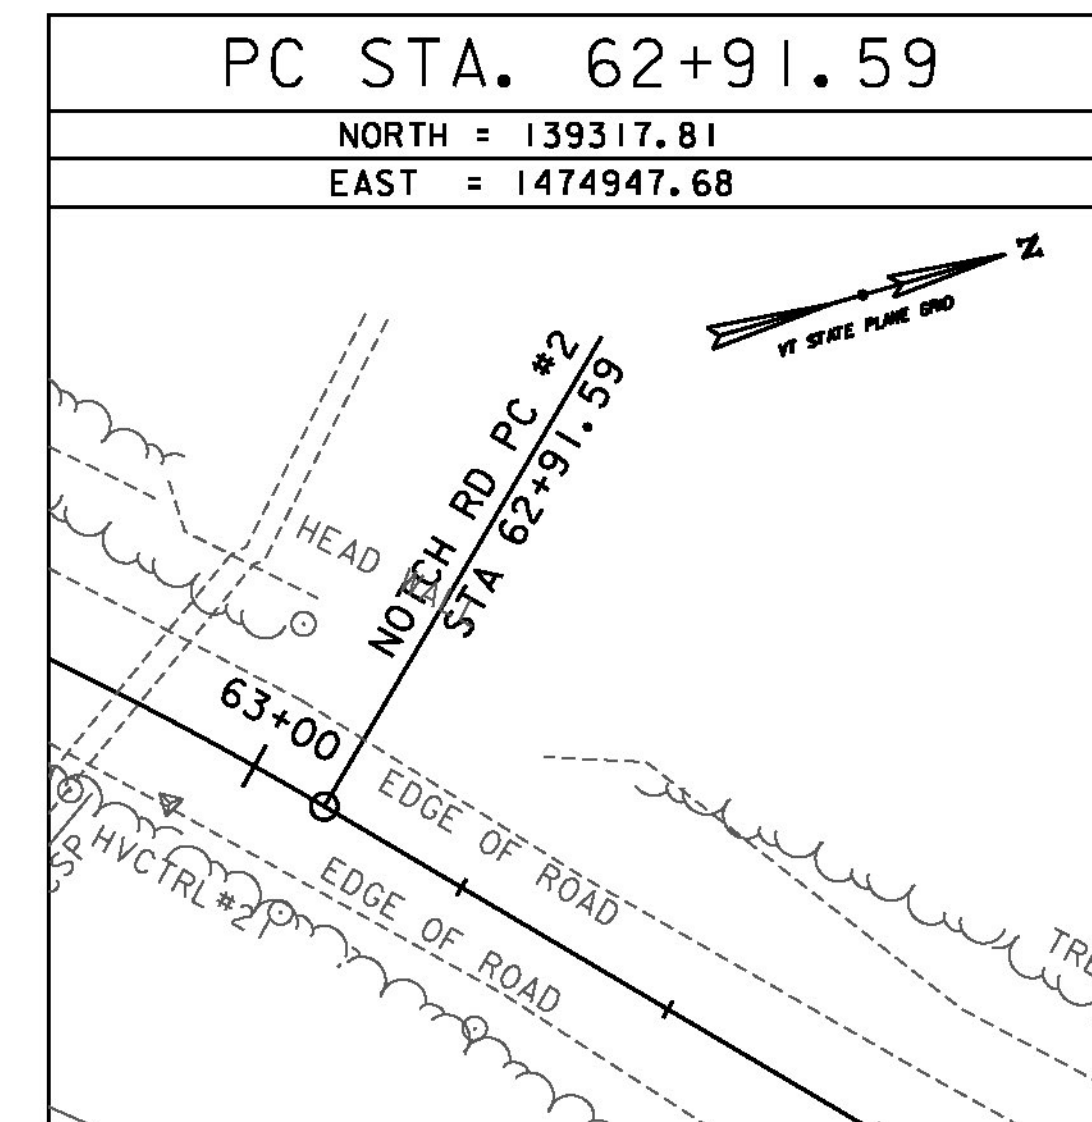 PC STA. 62+91.59
NORTH = 139317.81
EAST = 1474947.68
N
VT STATE PLANE GRID
NOTCH RD PC #2
STA 62+91.59
HEAD WALL
63+00
EDGE OF ROAD
EDGE OF ROAD
HVCTRL#2